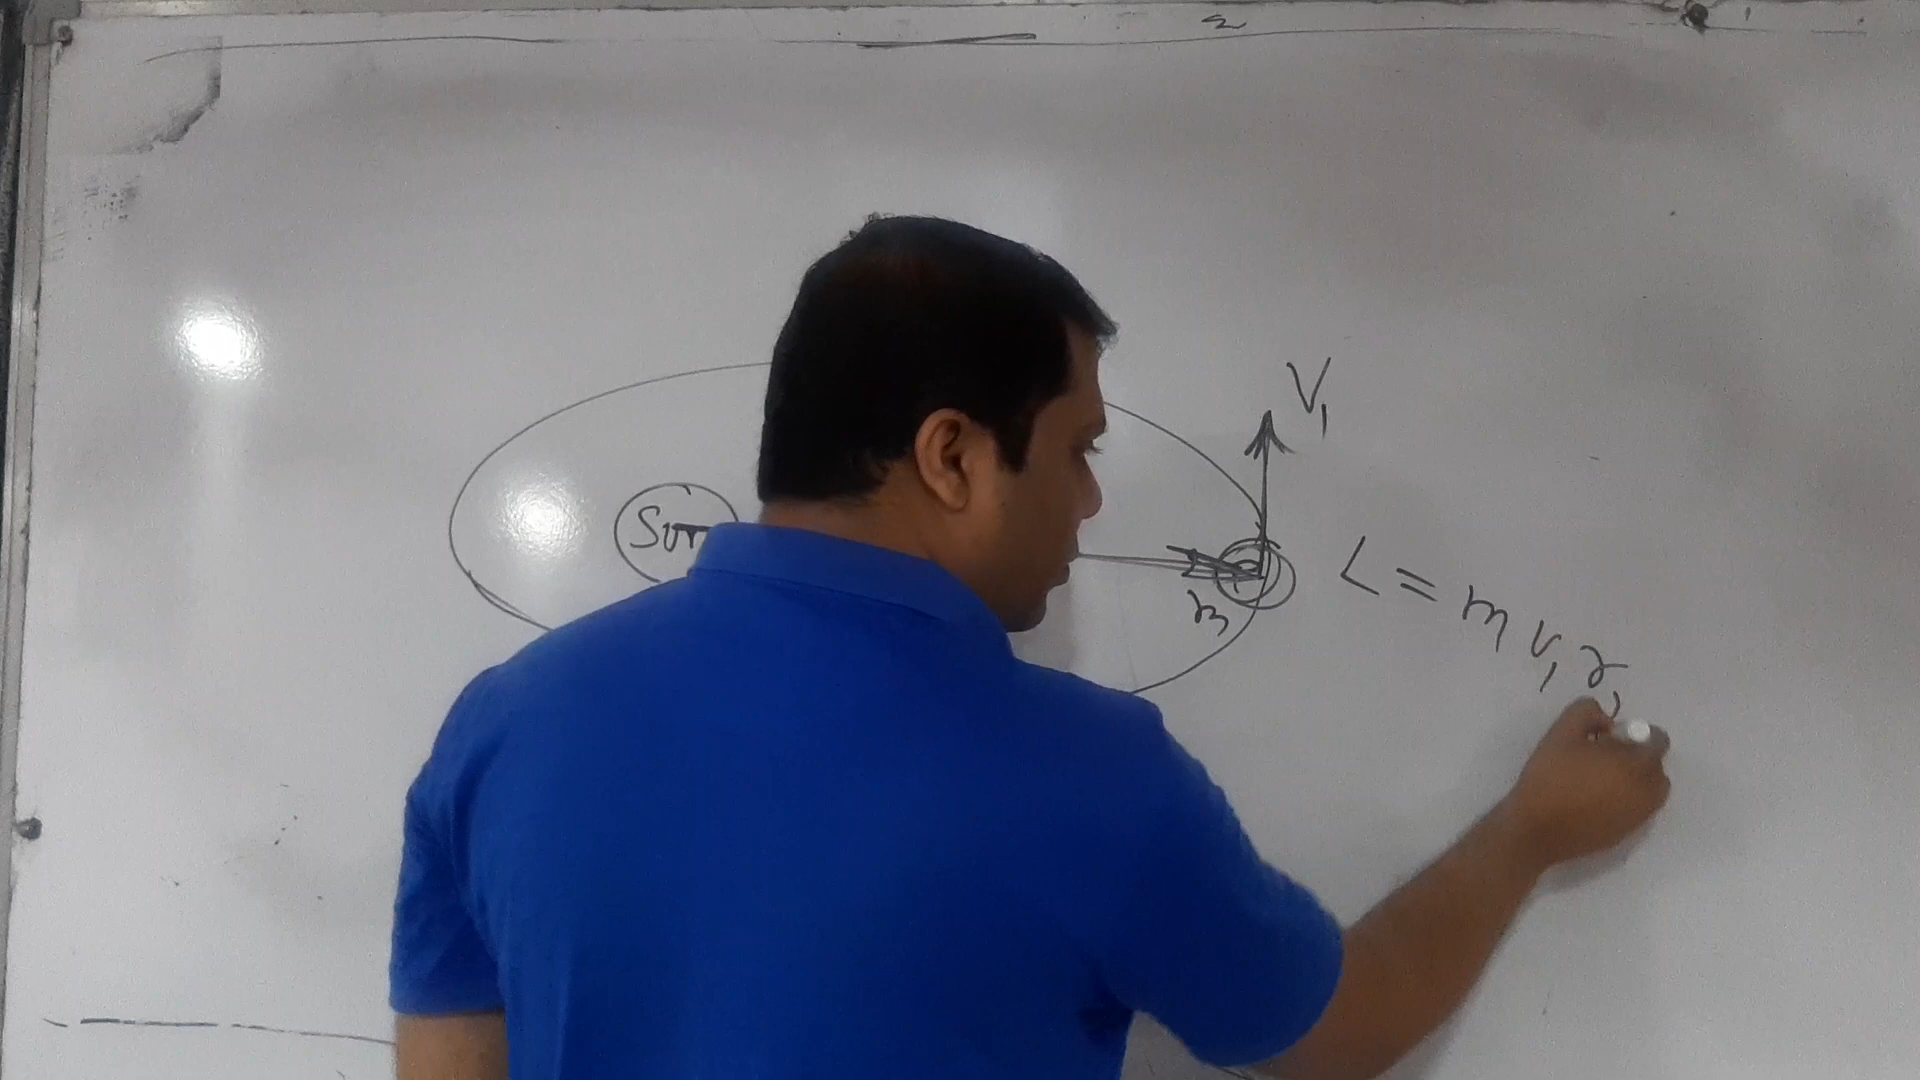 V₁
Sun
m
L = m v₁ r₁